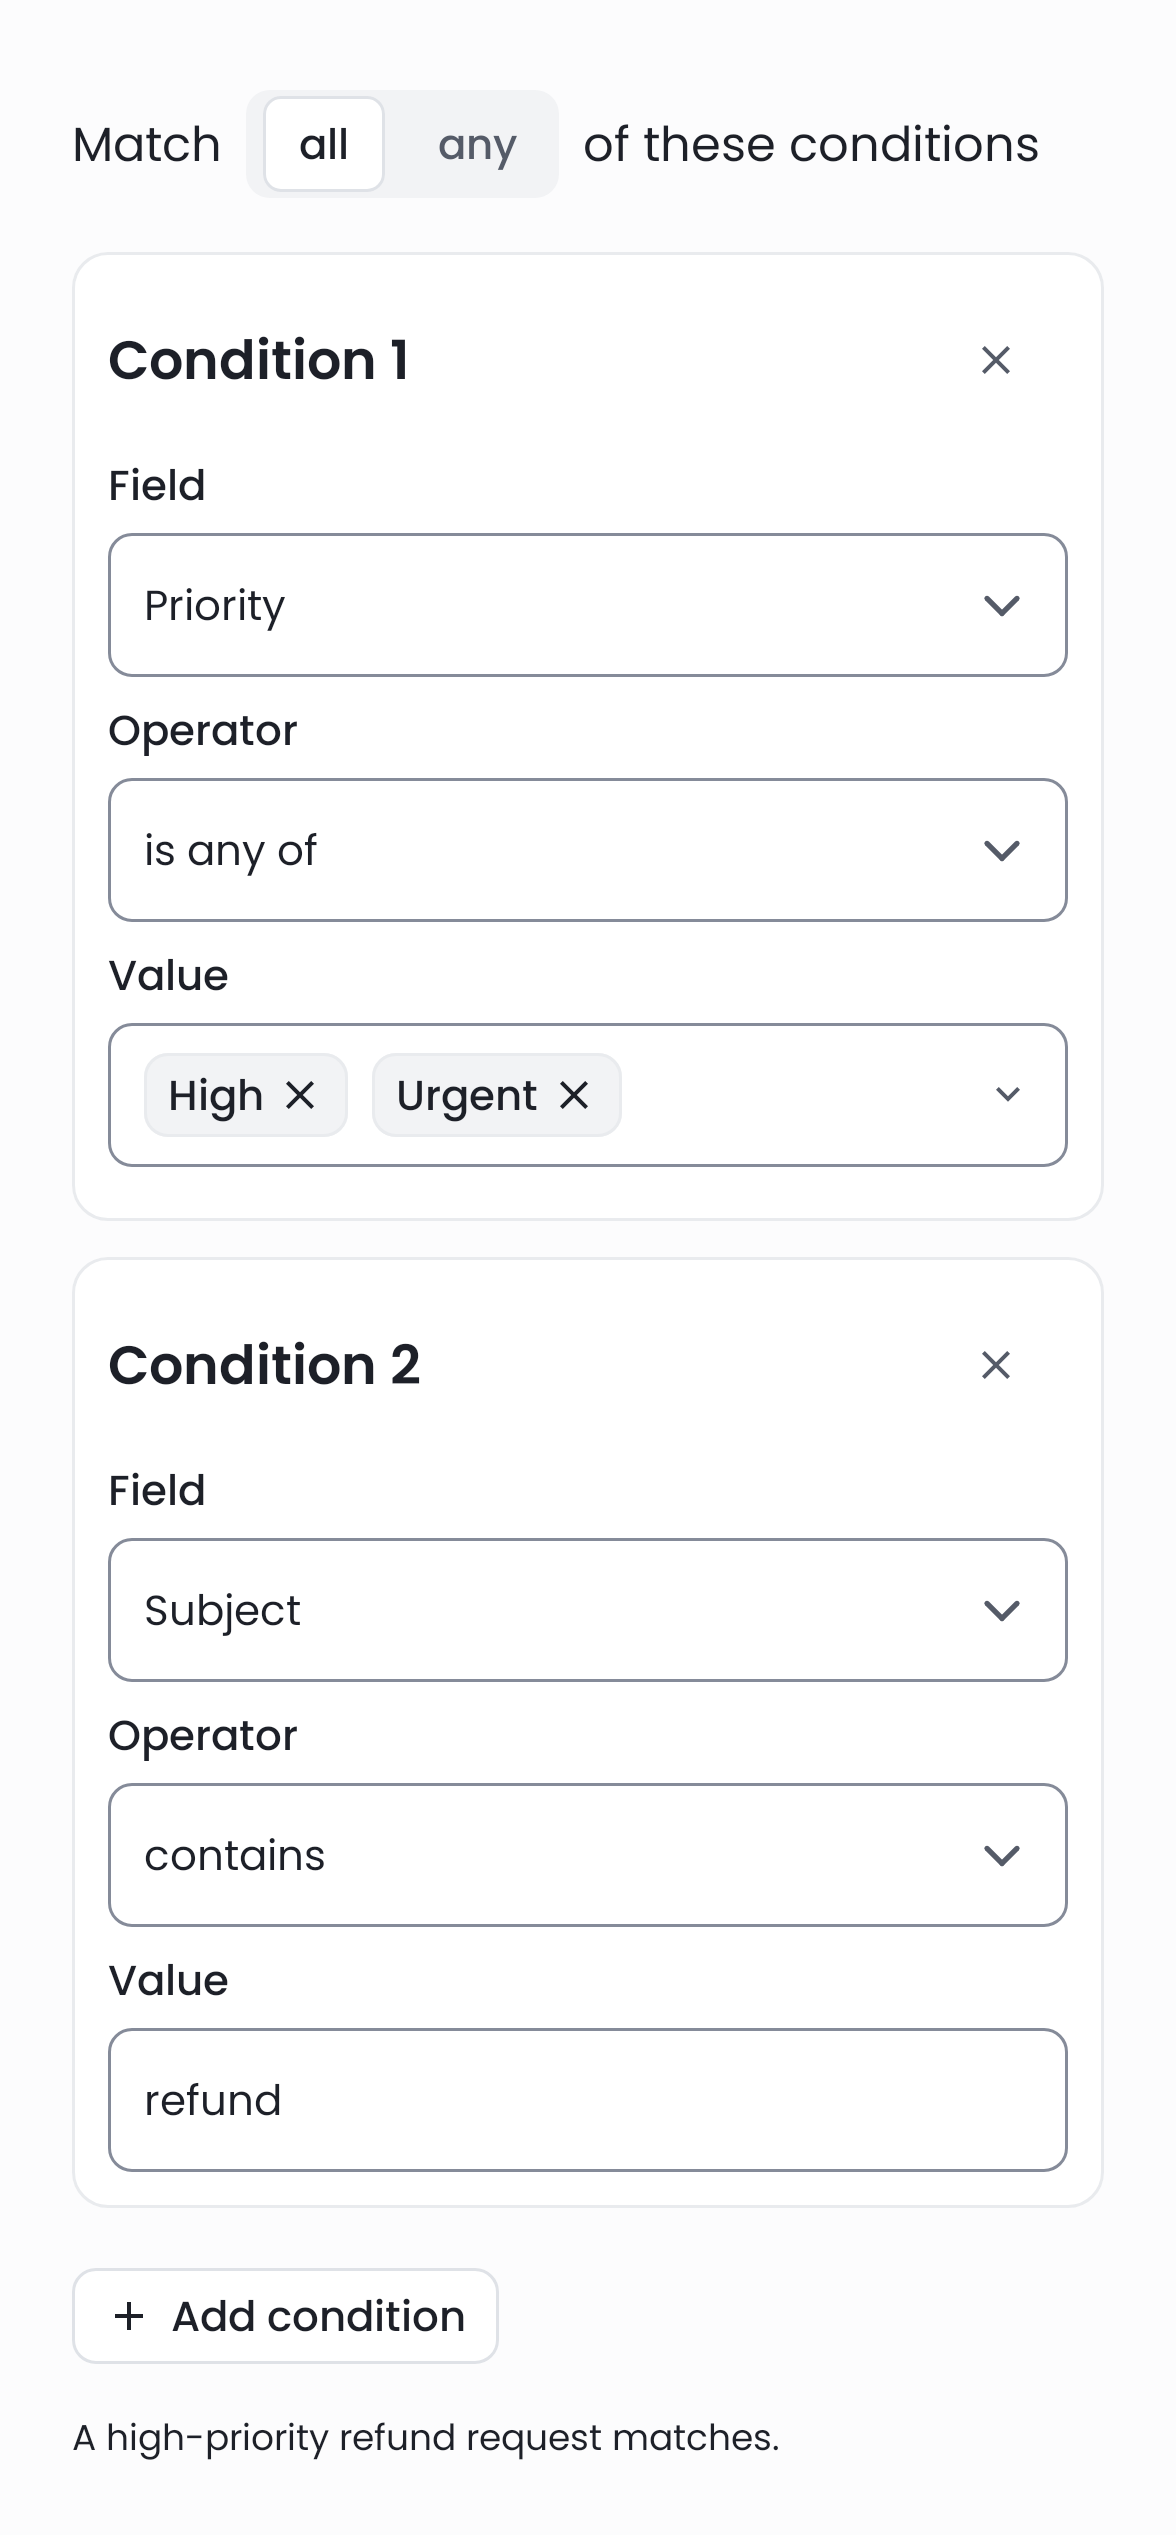 Match all any of these conditions
Condition 1
Field
Priority
Operator
is any of
Value
High Urgent
Condition 2
Field
Subject
Operator
contains
Value
refund
+ Add condition
A high-priority refund request matches.